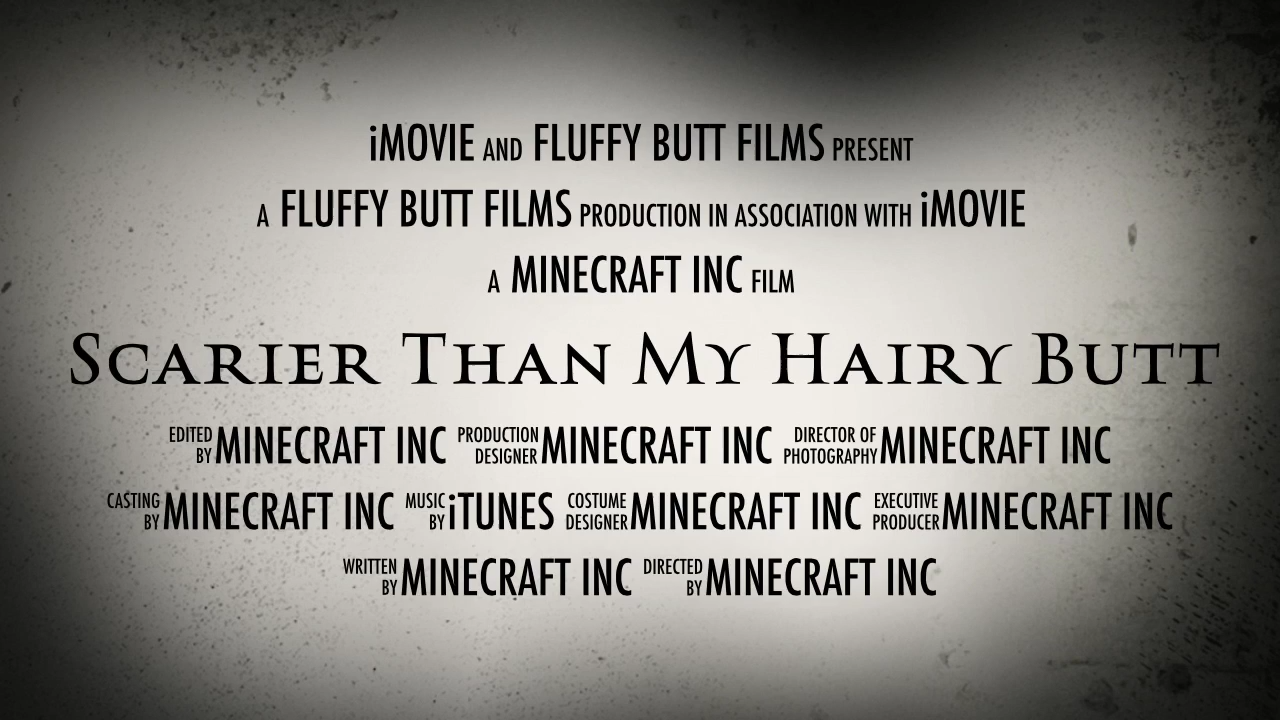 iMOVIE AND FLUFFY BUTT FILMS PRESENT
A FLUFFY BUTT FILMS PRODUCTION IN ASSOCIATION WITH iMOVIE
A MINECRAFT INC FILM
SCARIER THAN MY HAIRY BUTT
EDITED BY MINECRAFT INC PRODUCTION DESIGNER MINECRAFT INC DIRECTOR OF PHOTOGRAPHY MINECRAFT INC
CASTING BY MINECRAFT INC MUSIC BY iTUNES COSTUME DESIGNER MINECRAFT INC EXECUTIVE PRODUCER MINECRAFT INC
WRITTEN BY MINECRAFT INC DIRECTED BY MINECRAFT INC